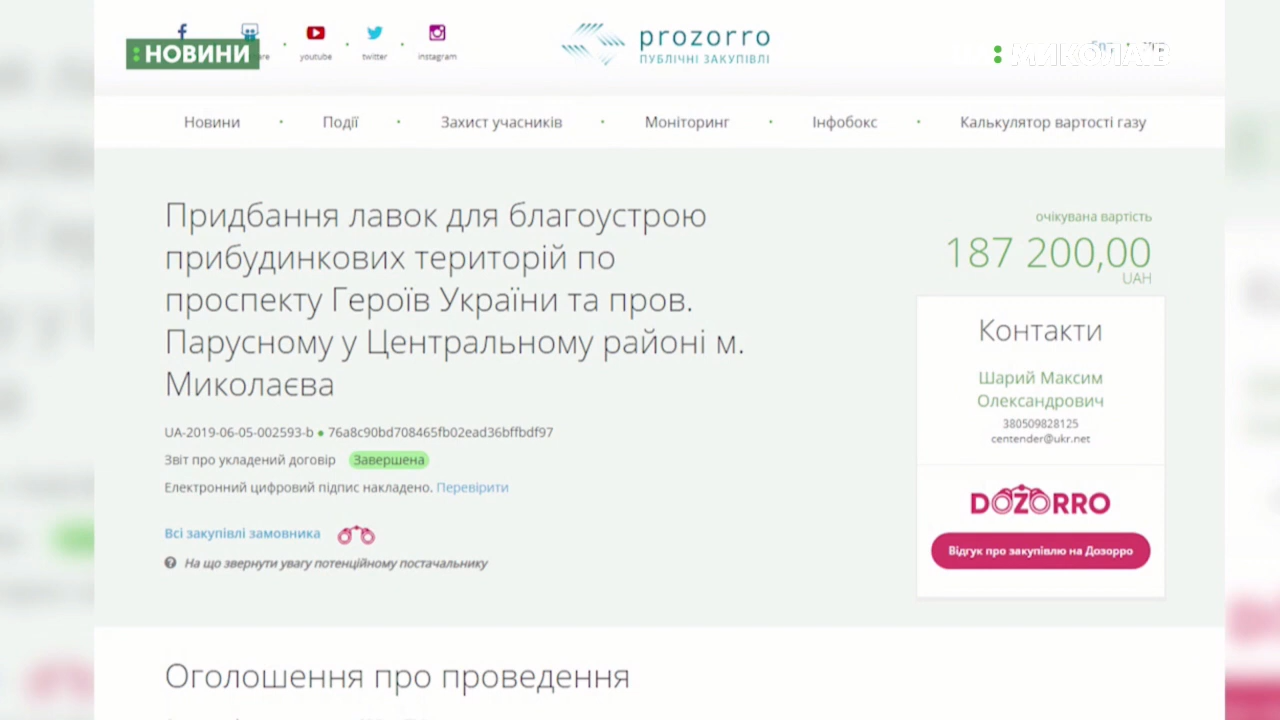 НОВИНИ
youtube
twitter
instagram
prozorro
ПУБЛІЧНІ ЗАКУПІВЛІ
МИКОЛАЇВ
Новини
Події
Захист учасників
Моніторинг
Інфобокс
Калькулятор вартості газу
Придбання лавок для благоустрою
прибудинкових територій по
проспекту Героїв України та пров.
Парусному у Центральному районі м.
Миколаєва
UA-2019-06-05-002593-b ● 76a8c90bd708465fb02ead36bffbdf97
Звіт про укладений договір Завершена
Електронний цифровий підпис накладено. Перевірити
Всі закупівлі замовника
На що звернути увагу потенційному постачальнику
очікувана вартість
187 200,00
UAH
Контакти
Шарий Максим
Олександрович
380509828125
centender@ukr.net
DOZORRO
Відгук про закупівлю на Дозорро
Оголошення про проведення